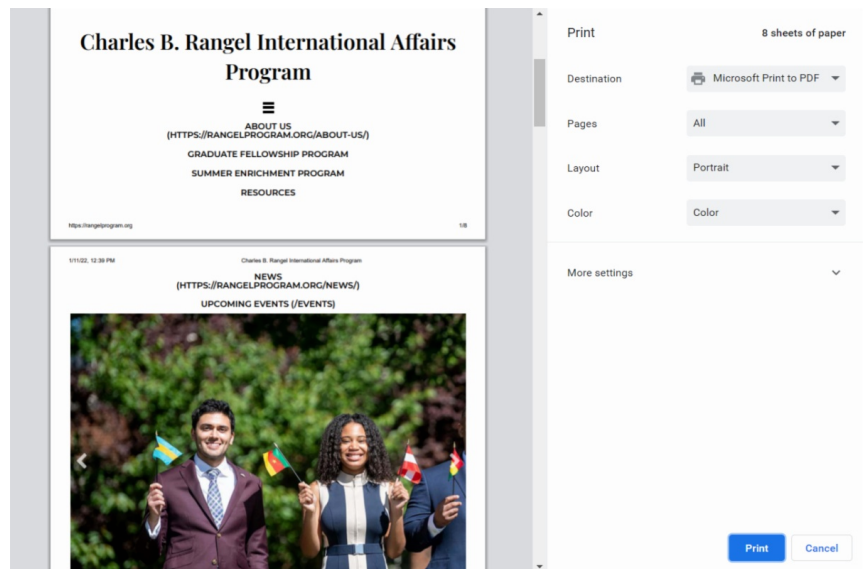 Charles B. Rangel International Affairs
Program
ABOUT US
(HTTPS://RANGELPROGRAM.ORG/ABOUT-US/)
GRADUATE FELLOWSHIP PROGRAM
SUMMER ENRICHMENT PROGRAM
RESOURCES
https://rangelprogram.org 1/8
1/11/22, 12:39 PM Charles B. Rangel International Affairs Program
NEWS
(HTTPS://RANGELPROGRAM.ORG/NEWS/)
UPCOMING EVENTS (/EVENTS)
Print 8 sheets of paper
Destination Microsoft Print to PDF
Pages All
Layout Portrait
Color Color
More settings
Print Cancel